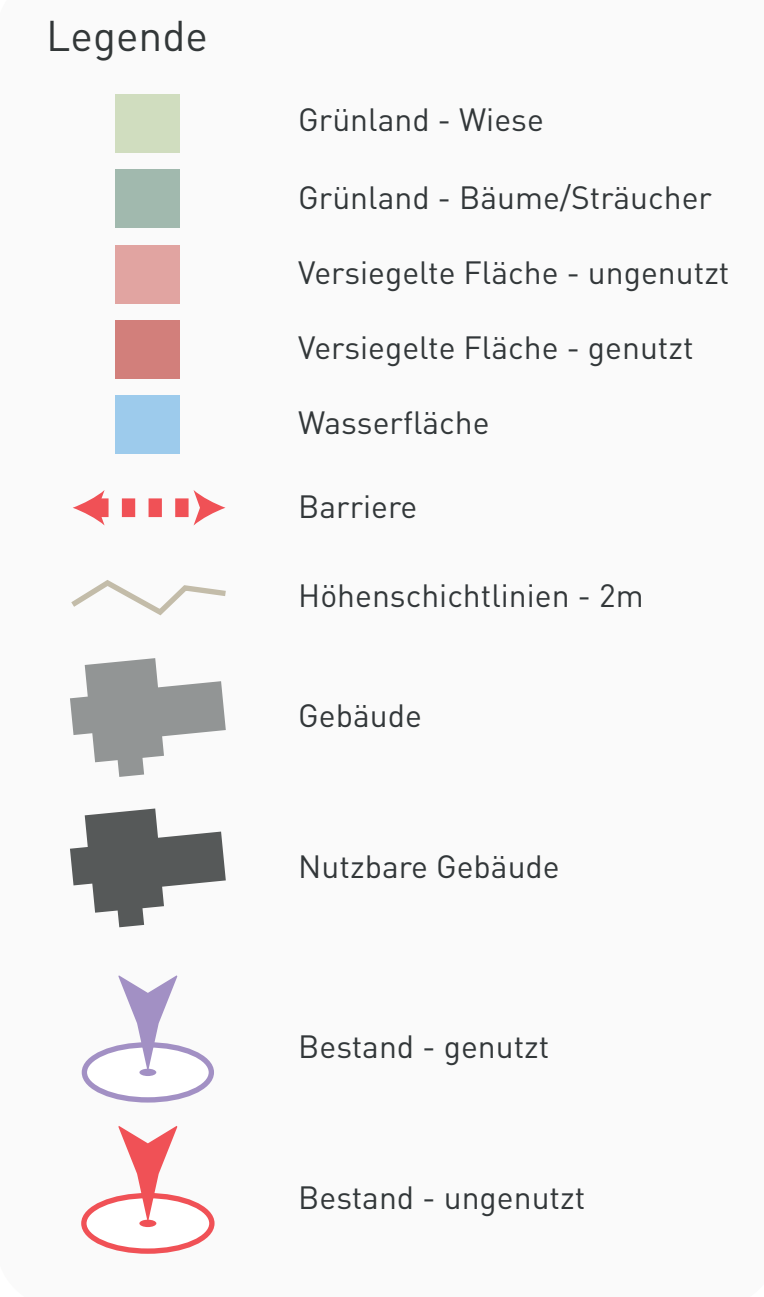 Legende
Grünland - Wiese
Grünland - Bäume/Sträucher
Versiegelte Fläche - ungenutzt
Versiegelte Fläche - genutzt
Wasserfläche
Barriere
Höhenschichtlinien - 2m
Gebäude
Nutzbare Gebäude
Bestand - genutzt
Bestand - ungenutzt